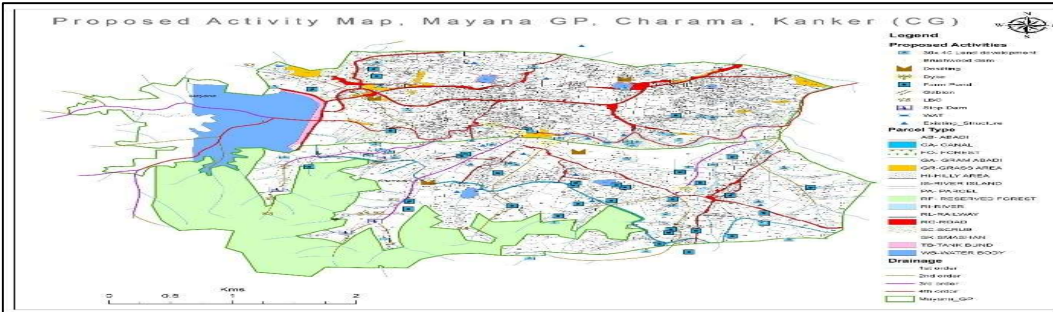 Proposed Activity Map, Mayana GP, Charama, Kanker (CG)
N
W E
S
Legend
Proposed Activities
30x40 Land development
Brushwood dam
Desilting
Dyke
Farm Pond
Gabion
LBC
Stop Dam
WAT
Existing_Structure
Parcel Type
AB- ABADI
CA- CANAL
FO- FOREST
GA- GRAM ABADI
GR-GRASS AREA
HI-HILLY AREA
IS-RIVER ISLAND
PA- PARCEL
RF- RESERVED FOREST
RI-RIVER
RL-RAILWAY
RO-ROAD
SC-SCRUB
SK-SMASHAN
TB-TANK BUND
WB-WATER BODY
Drainage
1st order
2nd order
3rd order
4th order
Mayana_GP
Kms
0 0.5 1 2